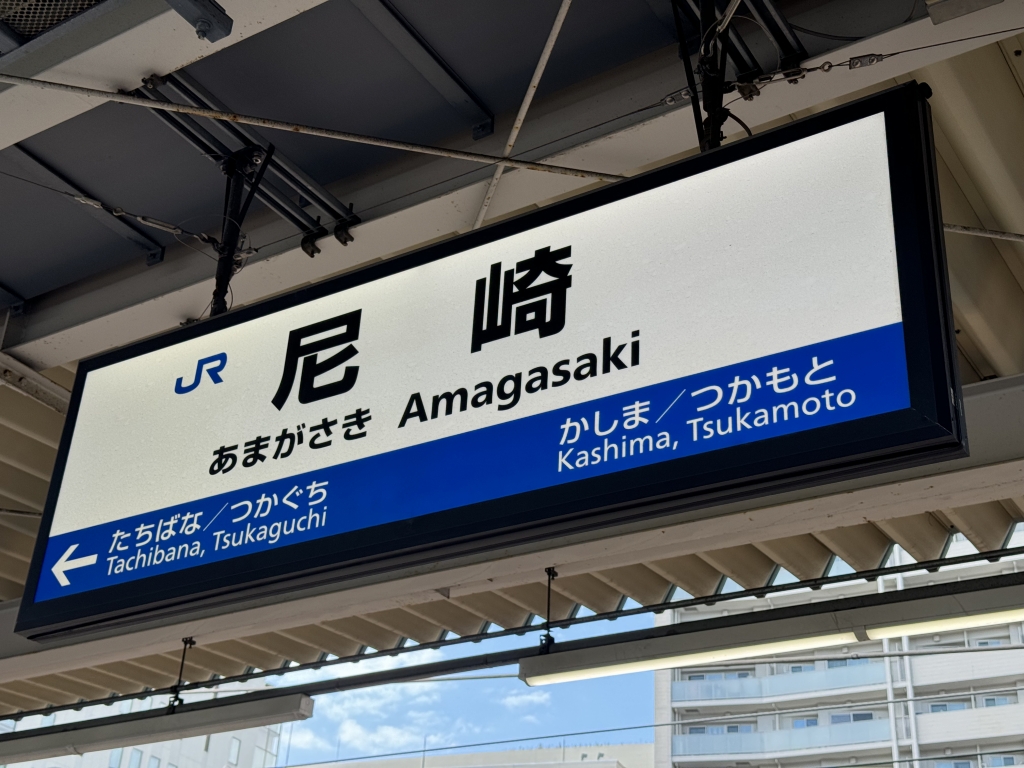 JR
尼崎
あまがさき Amagasaki
かしま/つかもと
Kashima, Tsukamoto
← たちばな/つかぐち
Tachibana, Tsukaguchi